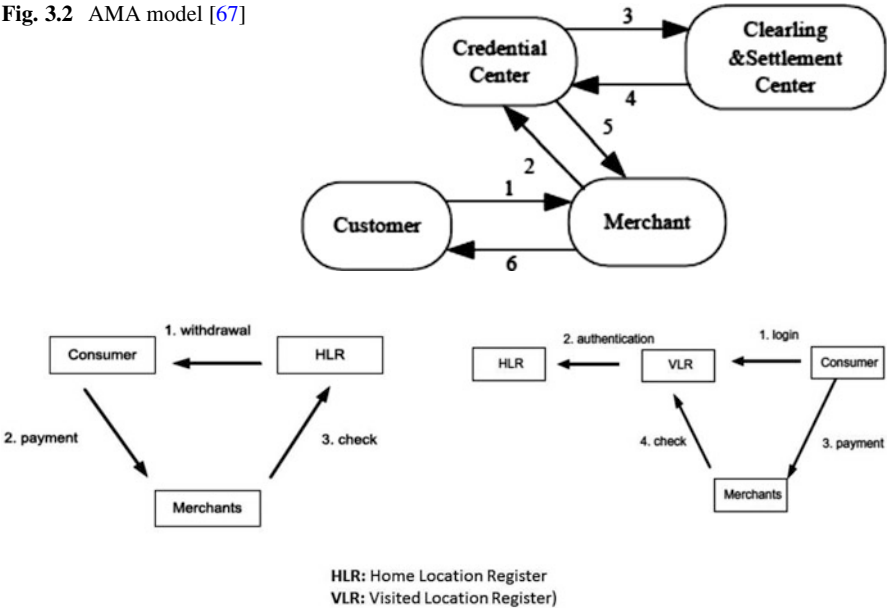 Fig. 3.2 AMA model [67]
3
Credential
Center
Clearling
&Settlement
Center
4
5
2
1
Customer
Merchant
6
1. withdrawal
Consumer
HLR
2. payment
3. check
Merchants
2. authentication
1. login
HLR
VLR
Consumer
4. check
3. payment
Merchants
HLR: Home Location Register
VLR: Visited Location Register)